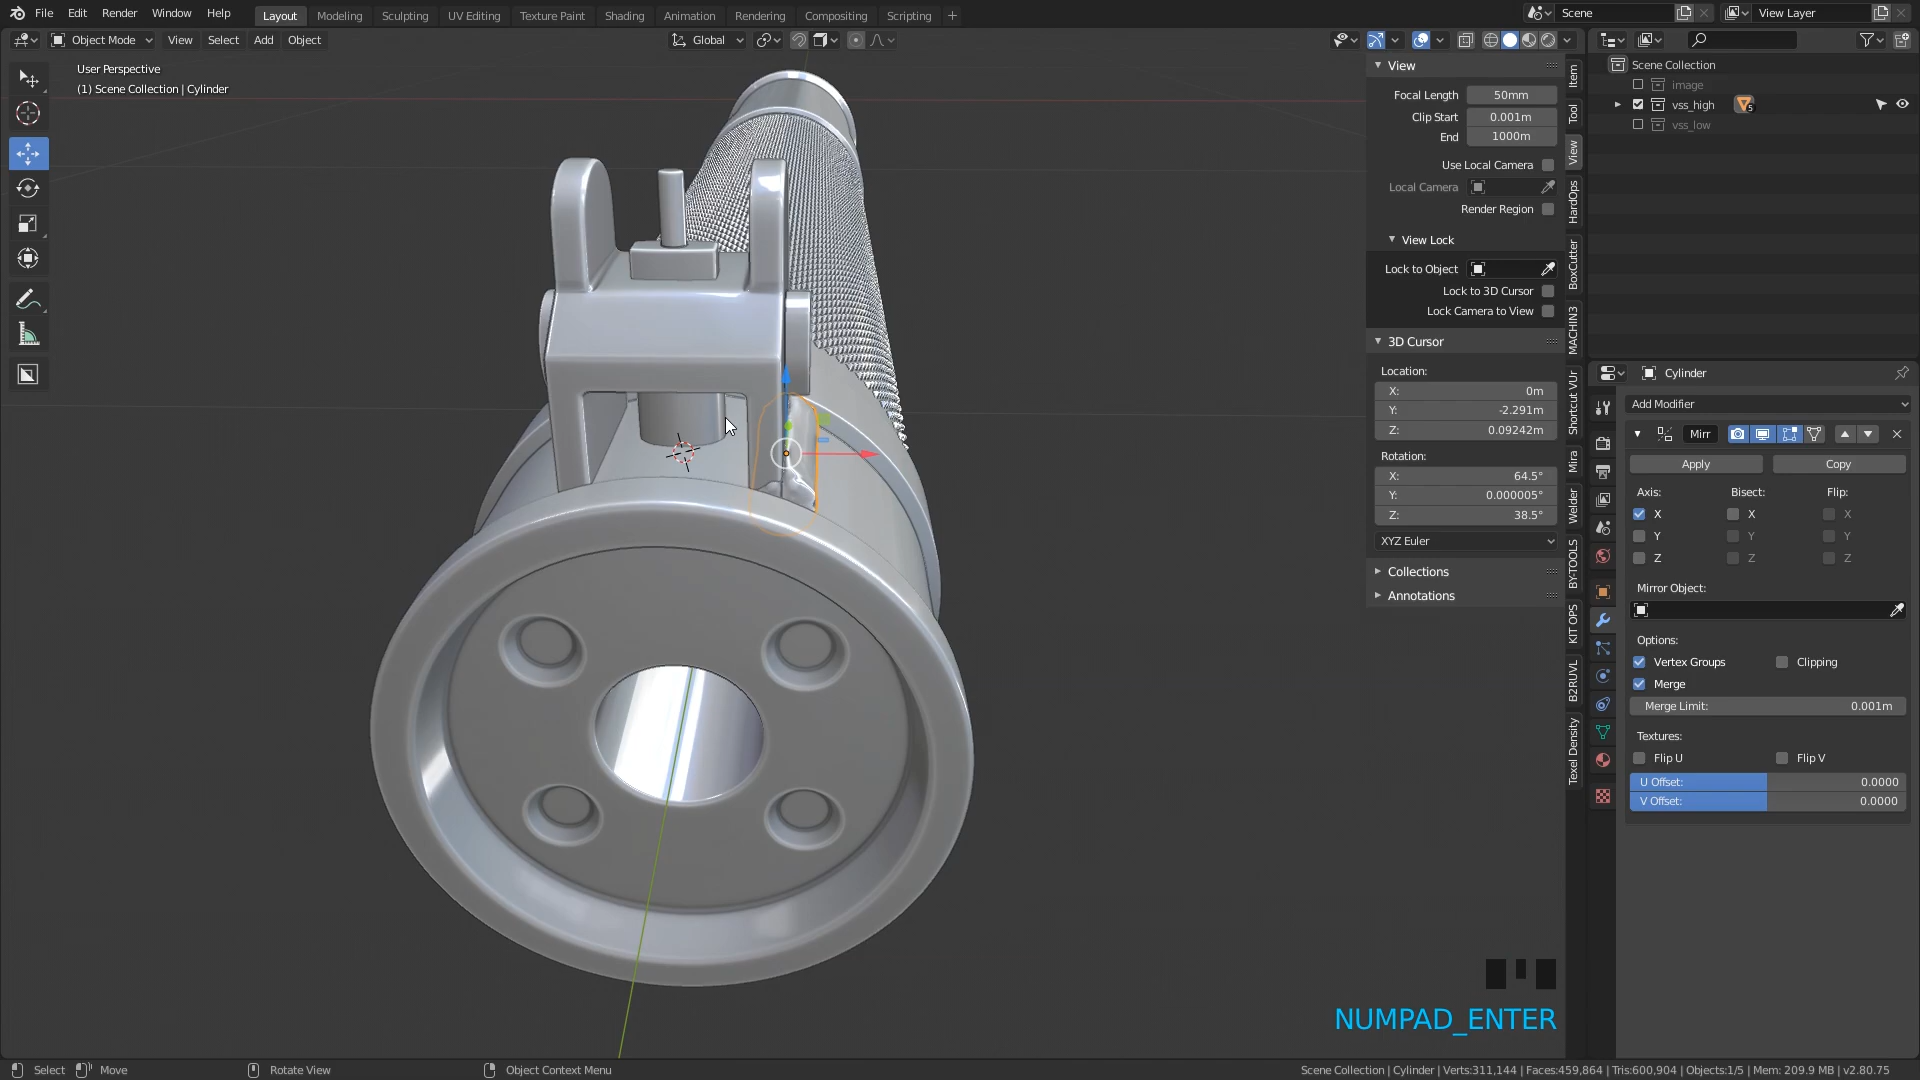 File Edit Render Window Help Layout Modeling Sculpting UV Editing Texture Paint Shading Animation Rendering Compositing Scripting + Scene View Layer
Object Mode View Select Add Object Global
User Perspective
(1) Scene Collection | Cylinder
View
Focal Length 50mm
Clip Start 0.001m
End 1000m
Use Local Camera
Local Camera
Render Region
View Lock
Lock to Object
Lock to 3D Cursor
Lock Camera to View
3D Cursor
Location:
X: 0m
Y: -2.291m
Z: 0.09242m
Rotation:
X: 64.5°
Y: 0.000005°
Z: 38.5°
XYZ Euler
Collections
Annotations
Item
Tool
View
HardOps
BoxCutter
MACHIN3
Shortcut VUr
Mira
Welder
BY-TOOLS
KIT OPS
B2RUVL
Texel Density
Scene Collection
image
vss_high 5
vss_low
Cylinder
Add Modifier
Mirr
Apply Copy
Axis: Bisect: Flip:
X X X
Y Y Y
Z Z Z
Mirror Object:
Options:
Vertex Groups Clipping
Merge
Merge Limit: 0.001m
Textures:
Flip U Flip V
U Offset: 0.0000
V Offset: 0.0000
NUMPAD_ENTER
Select Move Rotate View Object Context Menu Scene Collection | Cylinder | Verts:311,144 | Faces:459,864 | Tris:600,904 | Objects:1/5 | Mem: 209.9 MB | v2.80.75